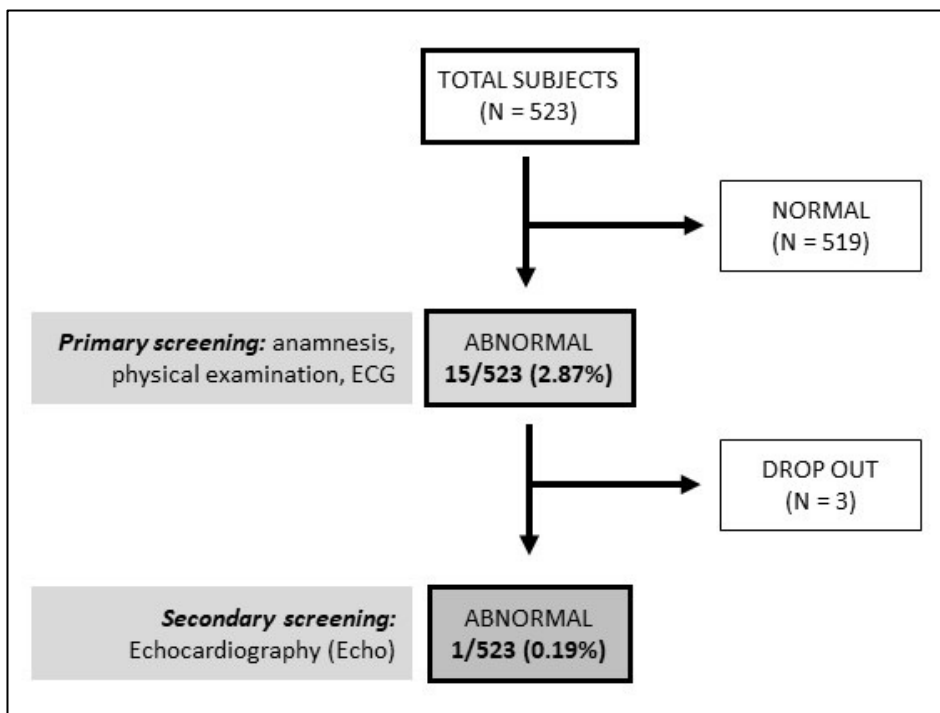 TOTAL SUBJECTS
(N = 523)
NORMAL
(N = 519)
Primary screening: anamnesis,
physical examination, ECG
ABNORMAL
15/523 (2.87%)
DROP OUT
(N = 3)
Secondary screening:
Echocardiography (Echo)
ABNORMAL
1/523 (0.19%)